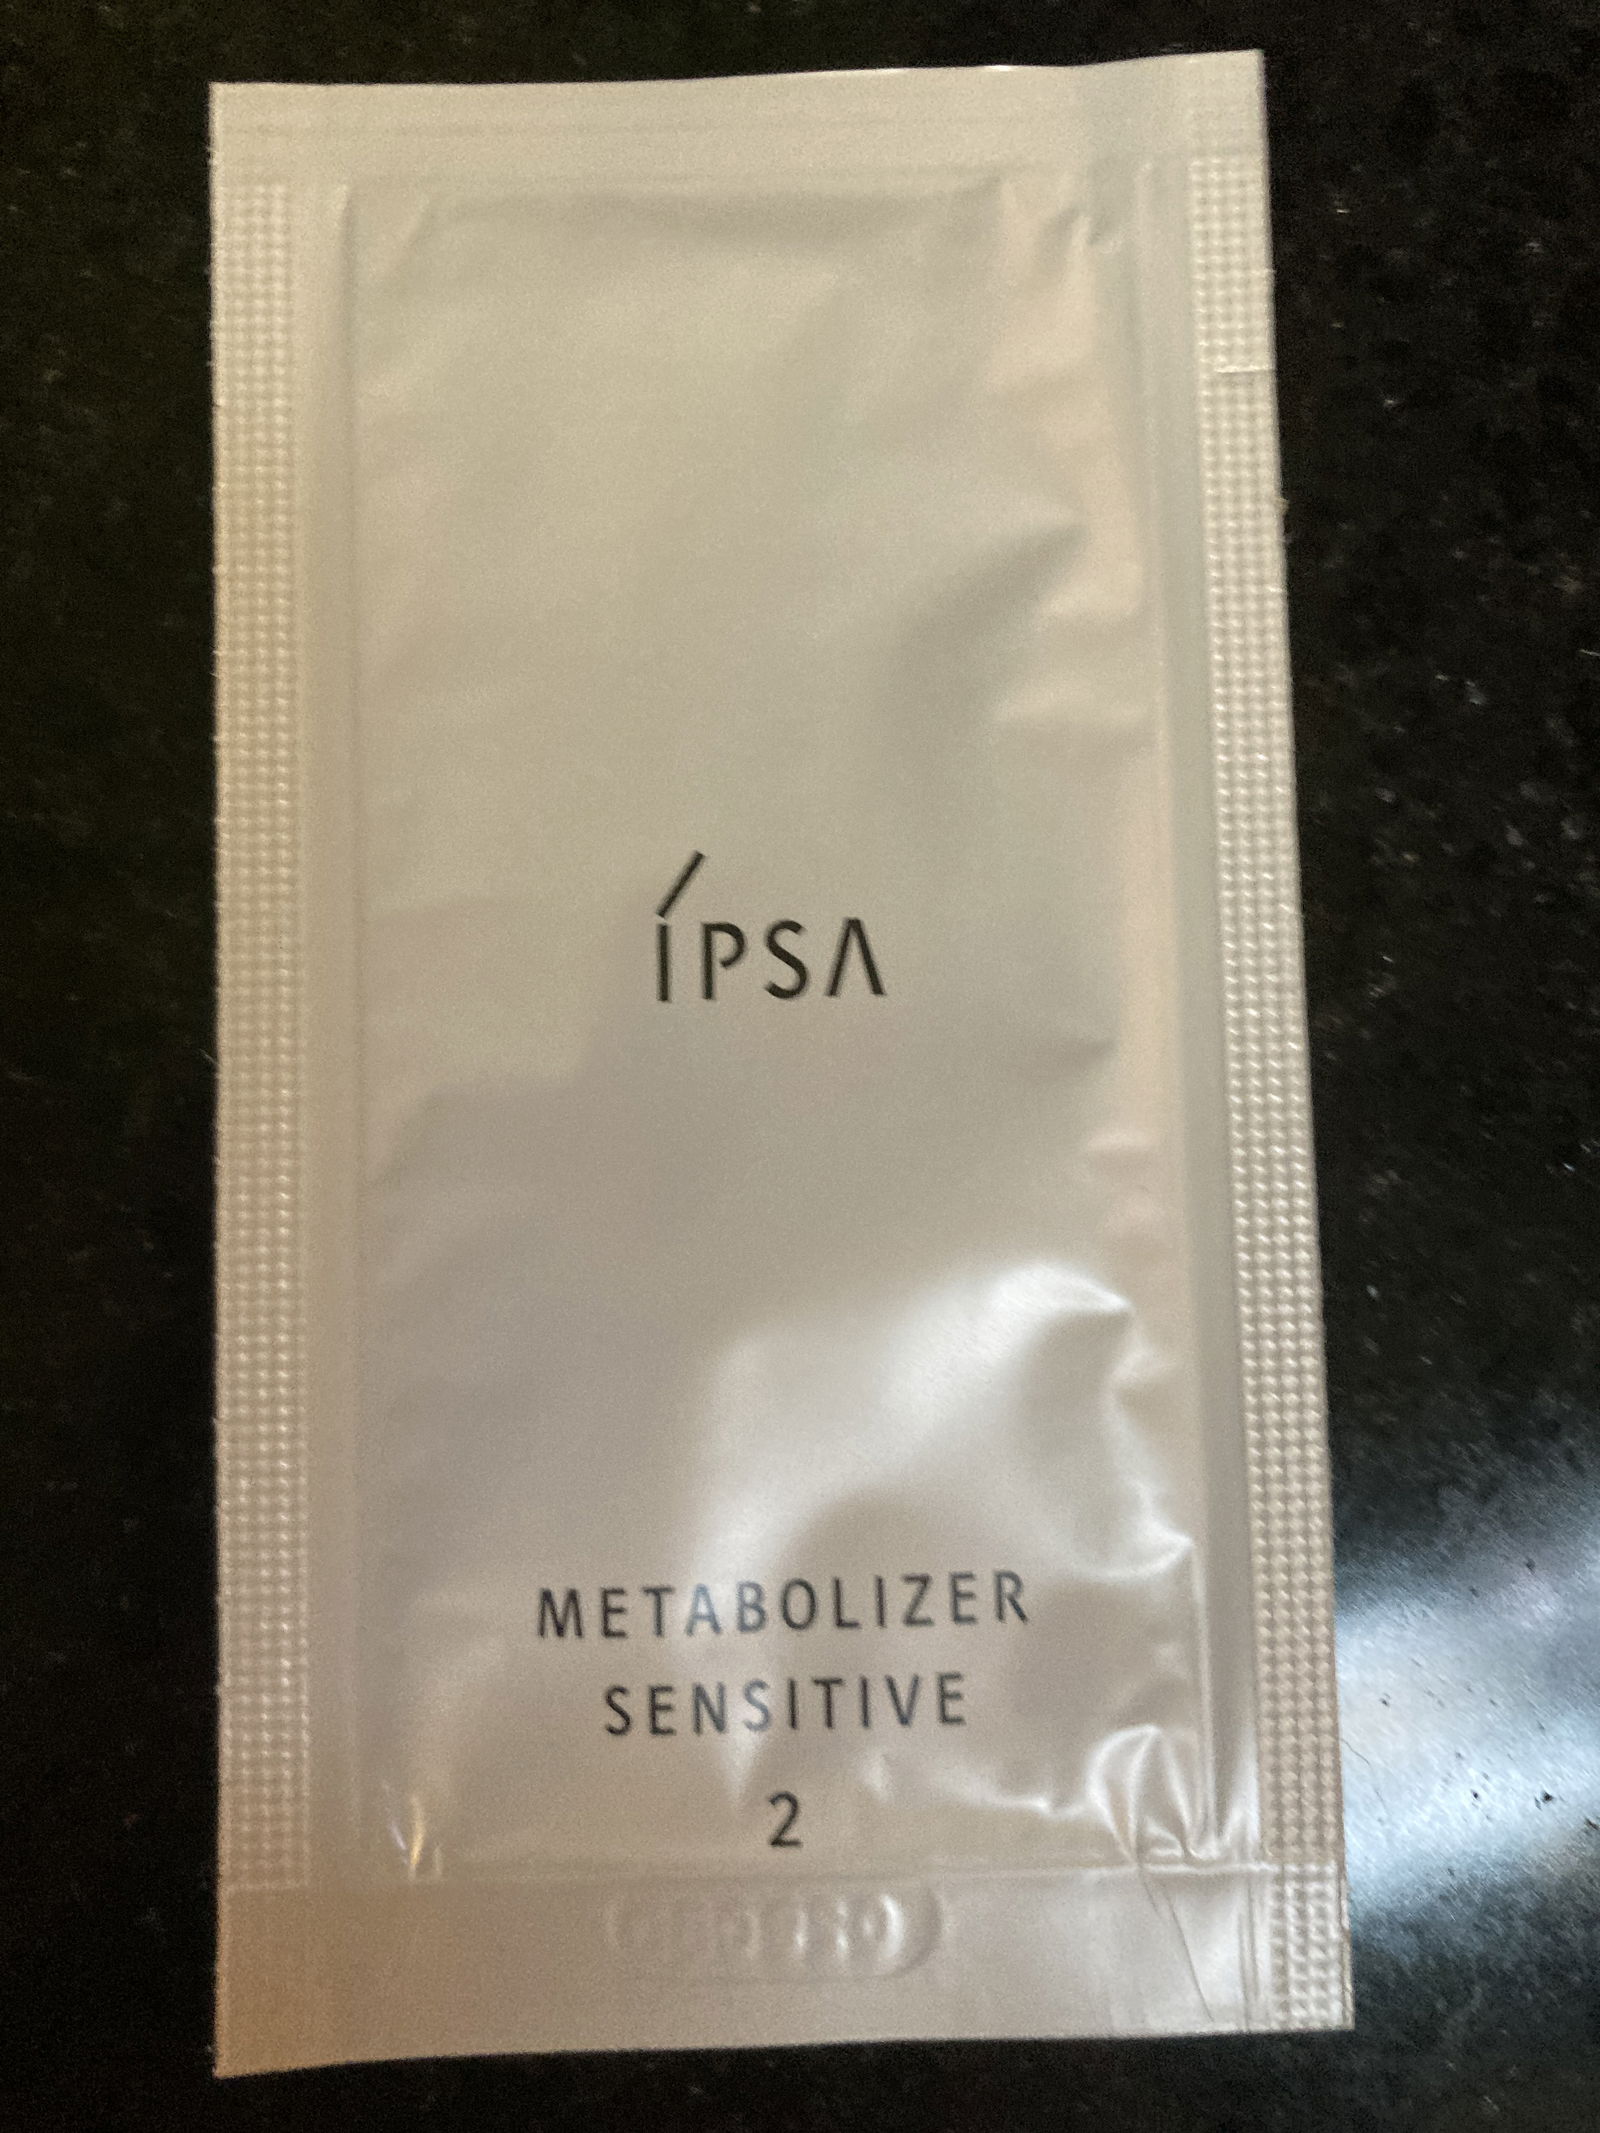 ÍPSA
METABOLIZER
SENSITIVE
2